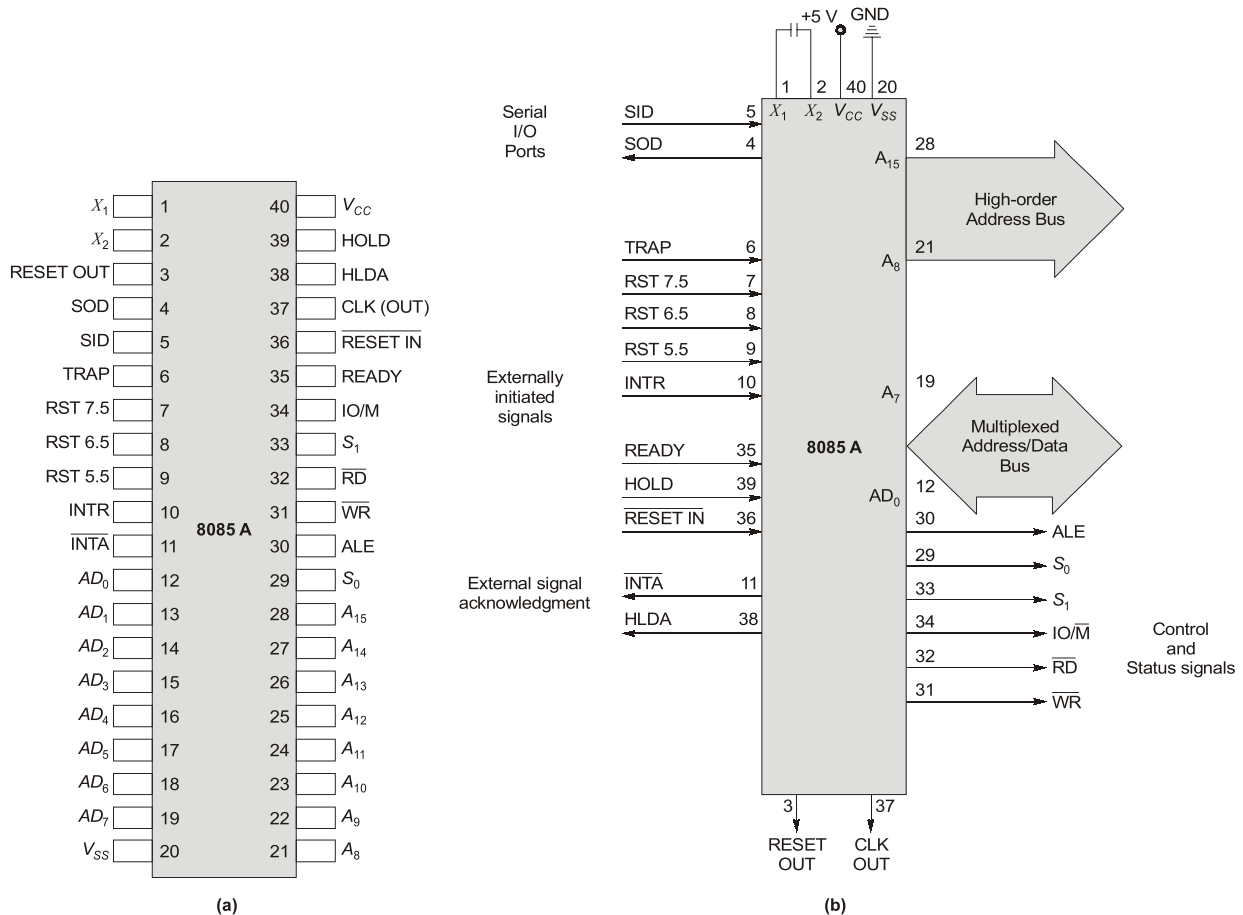 X1 1 40 VCC
X2 2 39 HOLD
RESET OUT 3 38 HLDA
SOD 4 37 CLK (OUT)
SID 5 36 RESET IN
TRAP 6 35 READY
RST 7.5 7 34 IO/M
RST 6.5 8 33 S1
RST 5.5 9 32 RD
INTR 10 31 WR
8085 A
INTA 11 30 ALE
AD0 12 29 S0
AD1 13 28 A15
AD2 14 27 A14
AD3 15 26 A13
AD4 16 25 A12
AD5 17 24 A11
AD6 18 23 A10
AD7 19 22 A9
VSS 20 21 A8
(a)
+5 V GND
1 2 40 20
X1 X2 VCC VSS
Serial
I/O
Ports
SID 5
SOD 4
A15 28
High-order
Address Bus
A8 21
TRAP 6
RST 7.5 7
RST 6.5 8
RST 5.5 9
INTR 10
Externally
initiated
signals
READY 35
HOLD 39
RESET IN 36
8085 A
A7 19
Multiplexed
Address/Data
Bus
AD0 12
External signal
acknowledgment
INTA 11
HLDA 38
30 ALE
29 S0
33 S1
34 IO/M
32 RD
31 WR
Control
and
Status signals
3 37
RESET
OUT
CLK
OUT
(b)